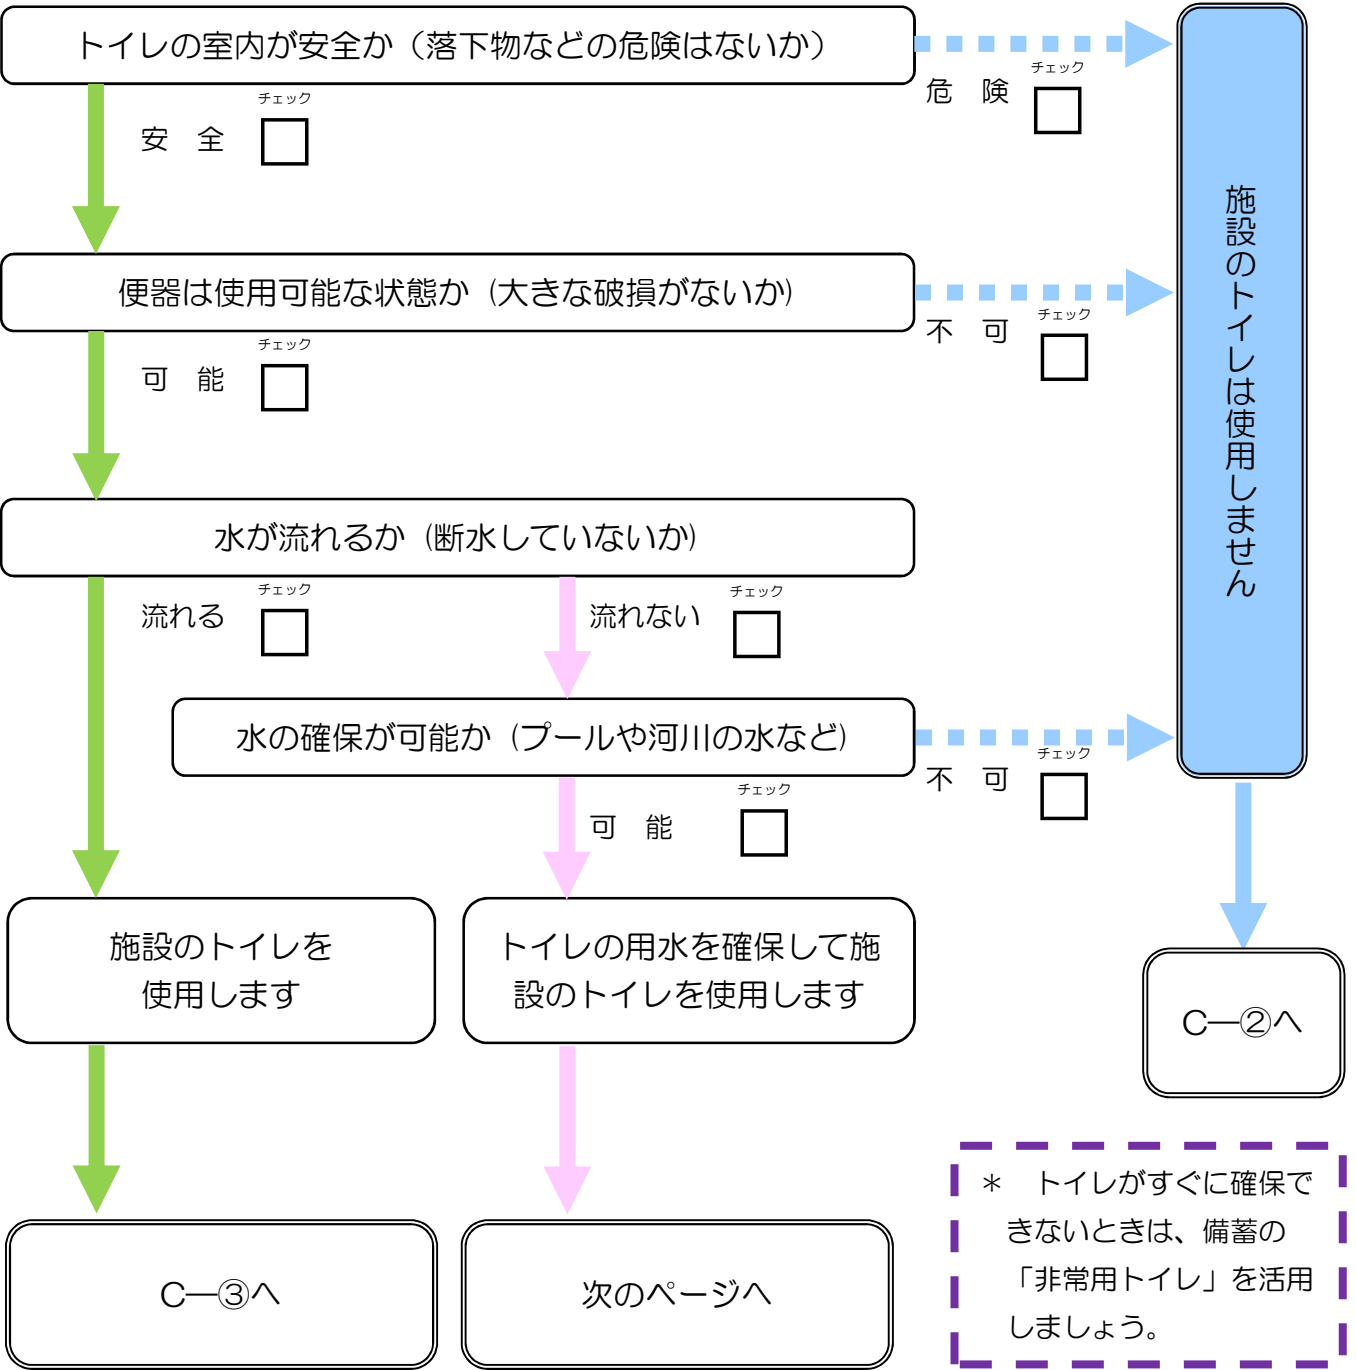 トイレの室内が安全か（落下物などの危険はないか）
チェック
危　険
チェック
安　全
便器は使用可能な状態か（大きな破損がないか）
チェック
不　可
チェック
可　能
施設のトイレは使用しません
水が流れるか（断水していないか）
チェック
流れる
チェック
流れない
水の確保が可能か（プールや河川の水など）
チェック
不　可
チェック
可　能
施設のトイレを
使用します
トイレの用水を確保して施
設のトイレを使用します
C―②へ
C―③へ
次のページへ
＊　トイレがすぐに確保で
きないときは、備蓄の
「非常用トイレ」を活用
しましょう。